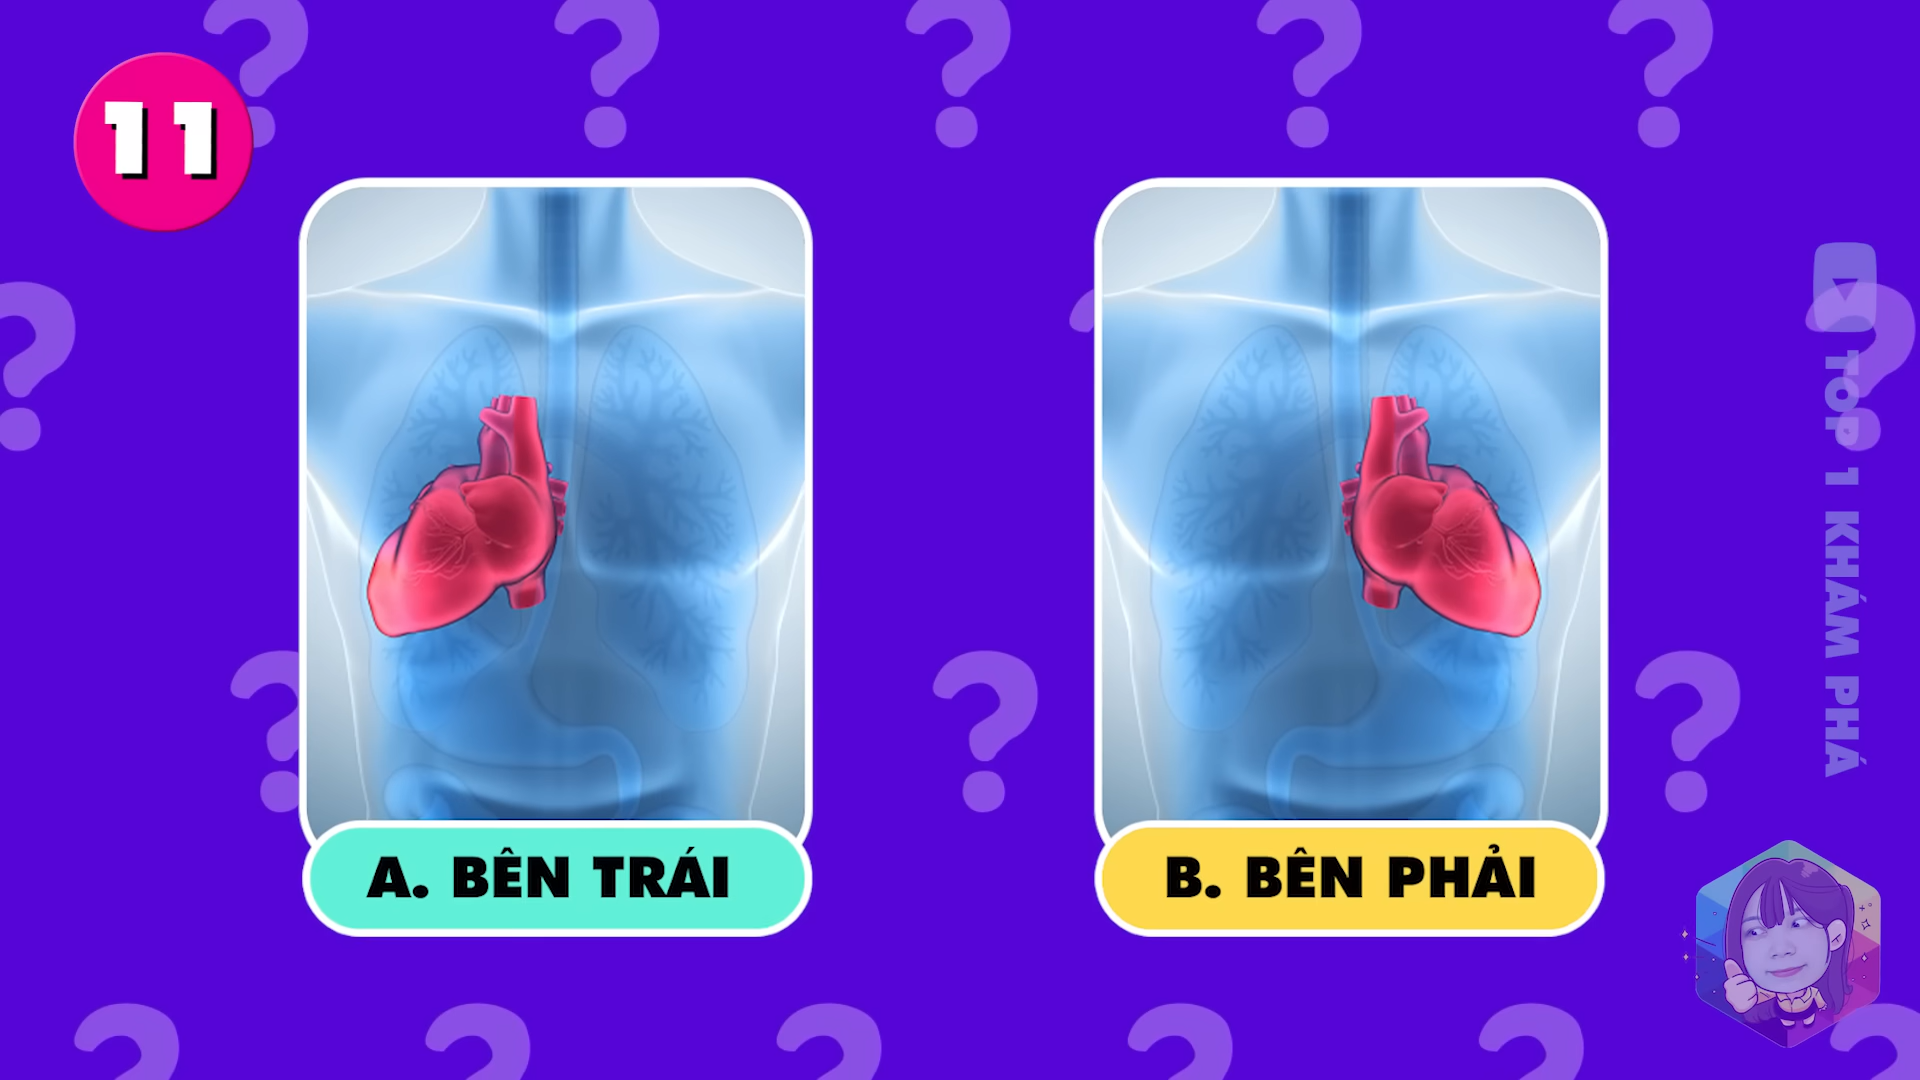 11
A. BÊN TRÁI
B. BÊN PHẢI
TOP 1 KHÁM PHÁ